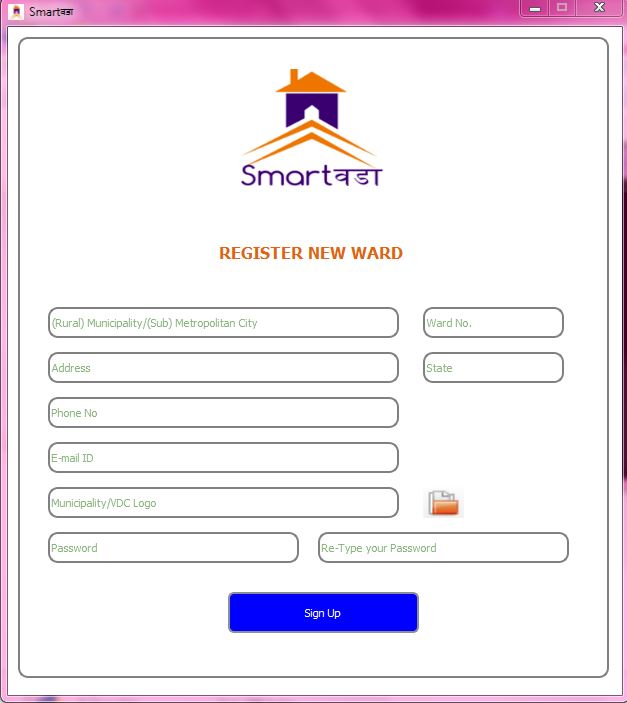 Smartवडा
Smartवडा
REGISTER NEW WARD
(Rural) Municipality/(Sub) Metropolitan City
Ward No.
Address
State
Phone No
E-mail ID
Municipality/VDC Logo
Password
Re-Type your Password
Sign Up